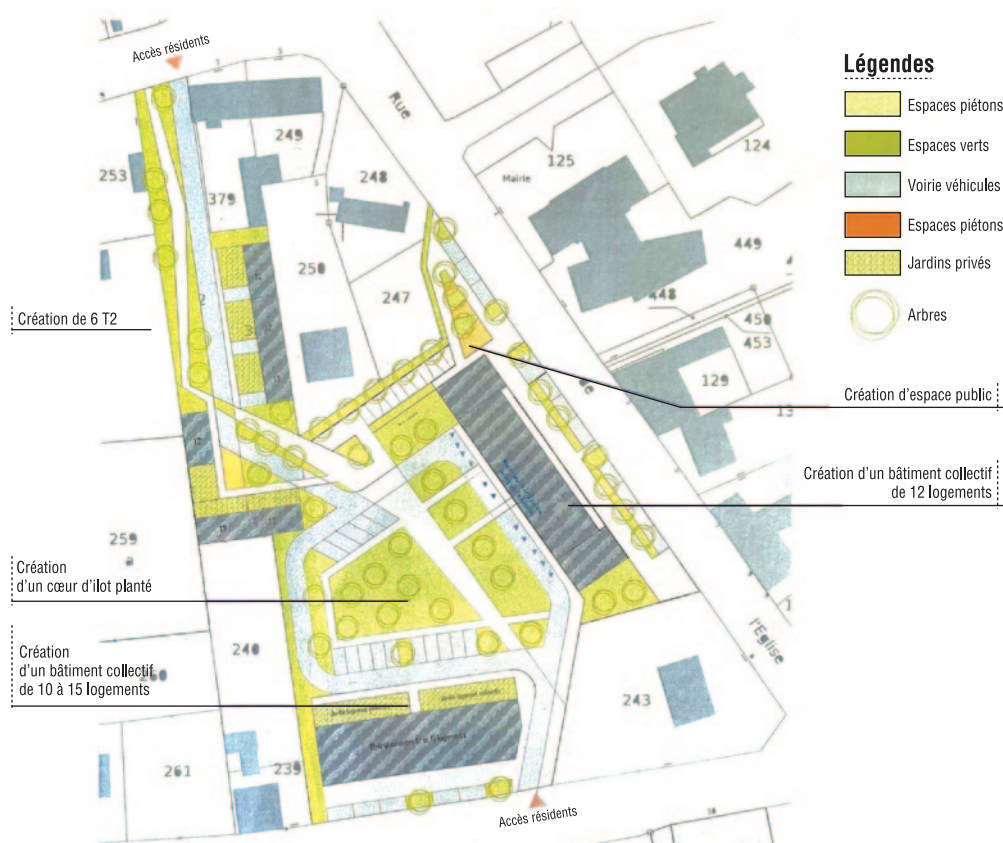 Accès résidents
Légendes
Espaces piétons
Espaces verts
Voirie véhicules
Espaces piétons
Jardins privés
Arbres
Rue
249
125
124
Mairie
253
379
248
250
247
449
448
450
453
129
Création de 6 T2
Création d'espace public
Création d'un bâtiment collectif
de 12 logements
259
a
Création
d'un cœur d'ilot planté
Création
d'un bâtiment collectif
de 10 à 15 logements
240
260
l'Eglise
243
261
239
Accès résidents